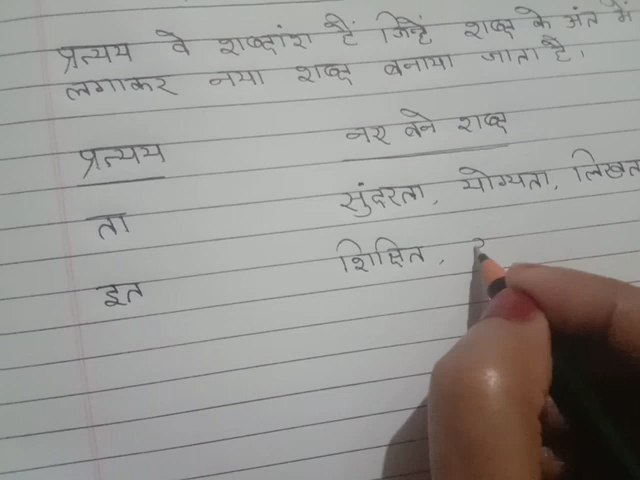 प्रत्यय वे शब्दांश हैं जिन्हें शब्द के अंत में
लगाकर नया शब्द बनाया जाता है।
प्रत्यय नए बने शब्द
ता सुंदरता, योग्यता, लिखता
इत शिक्षित,